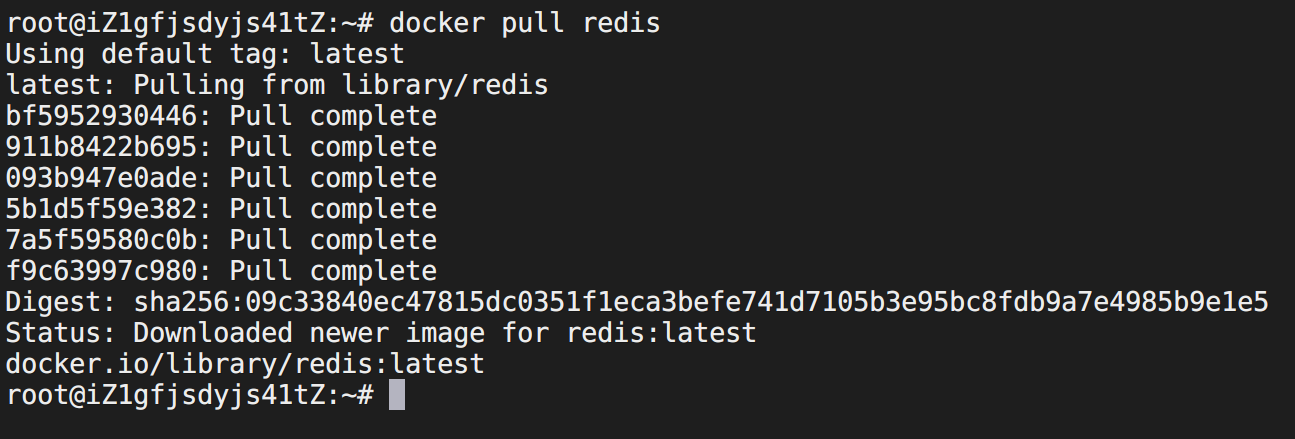 root@iZ1gfjsdyjs41tZ:~# docker pull redis
Using default tag: latest
latest: Pulling from library/redis
bf5952930446: Pull complete
911b8422b695: Pull complete
093b947e0ade: Pull complete
5b1d5f59e382: Pull complete
7a5f59580c0b: Pull complete
f9c63997c980: Pull complete
Digest: sha256:09c33840ec47815dc0351f1eca3befe741d7105b3e95bc8fdb9a7e4985b9e1e5
Status: Downloaded newer image for redis:latest
docker.io/library/redis:latest
root@iZ1gfjsdyjs41tZ:~#